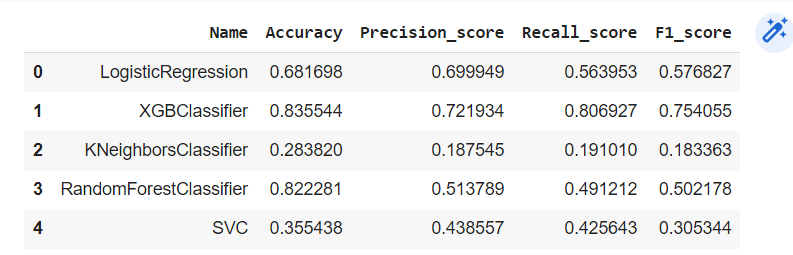 Name Accuracy Precision_score Recall_score F1_score
0 LogisticRegression 0.681698 0.699949 0.563953 0.576827
1 XGBClassifier 0.835544 0.721934 0.806927 0.754055
2 KNeighborsClassifier 0.283820 0.187545 0.191010 0.183363
3 RandomForestClassifier 0.822281 0.513789 0.491212 0.502178
4 SVC 0.355438 0.438557 0.425643 0.305344